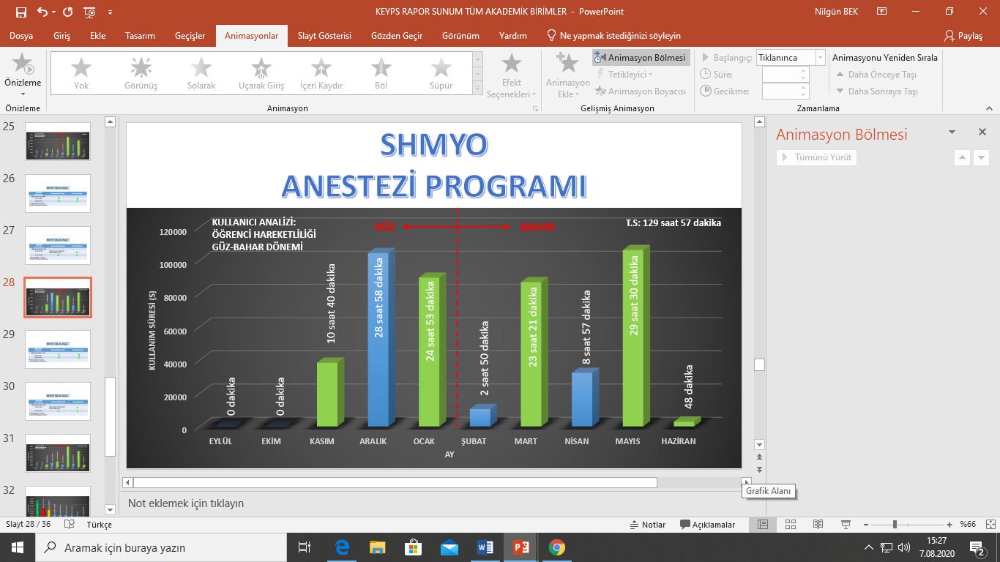 KEYPS RAPOR SUNUM TÜM AKADEMİK BİRİMLER - PowerPoint
Nilgün BEK
Dosya Giriş Ekle Tasarım Geçişler Animasyonlar Slayt Gösterisi Gözden Geçir Görünüm Yardım Ne yapmak istediğinizi söyleyin Paylaş
Önizleme
Yok Görünüş Solarak Uçarak Giriş İçeri Kaydır Böl Süpür
Efekt Seçenekleri
Animasyon Ekle
Animasyon Bölmesi
Tetikleyici
Animasyon Boyacısı
Başlangıç: Tıklanınca
Süre:
Gecikme:
Animasyonu Yeniden Sırala
Daha Önceye Taşı
Daha Sonraya Taşı
Önizleme Animasyon Gelişmiş Animasyon Zamanlama
25
26
27
28
29
30
31
32
SHMYO
ANESTEZİ PROGRAMI
KULLANICI ANALİZİ:
ÖĞRENCİ HAREKETLİLİĞİ
GÜZ-BAHAR DÖNEMİ
GÜZ BAHAR
T.S: 129 saat 57 dakika
KULLANIM SÜRESİ (S)
120000
100000
80000
60000
40000
20000
0
0 dakika
0 dakika
10 saat 40 dakika
28 saat 58 dakika
24 saat 53 dakika
2 saat 50 dakika
23 saat 21 dakika
8 saat 57 dakika
29 saat 30 dakika
48 dakika
EYLÜL EKİM KASIM ARALIK OCAK ŞUBAT MART NİSAN MAYIS HAZİRAN
AY
Animasyon Bölmesi
Tümünü Yürüt
Grafik Alanı
Not eklemek için tıklayın
Slayt 28 / 36 Türkçe Notlar Açıklamalar %66
Aramak için buraya yazın
15:27
7.08.2020
2